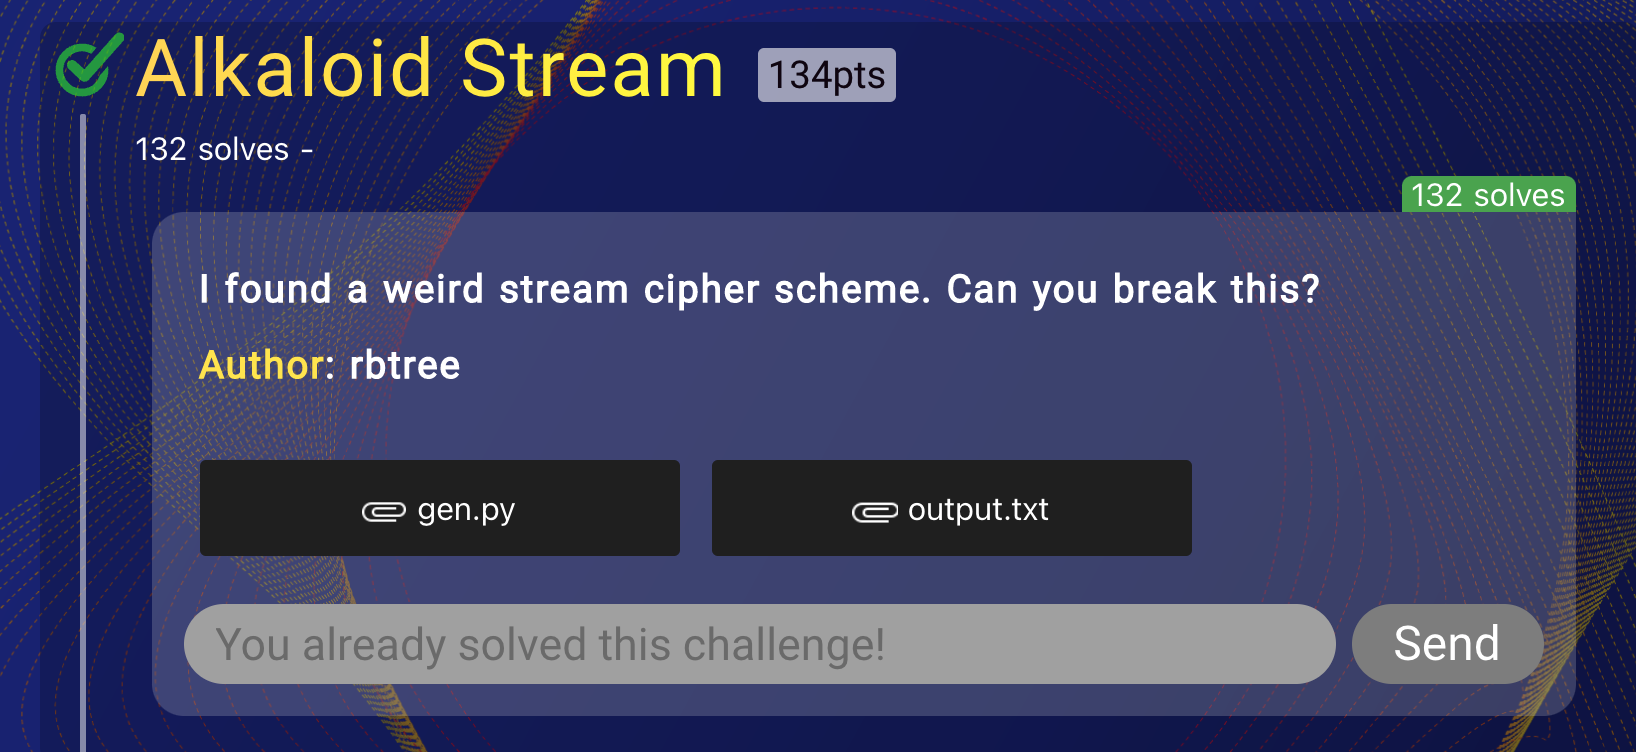 Alkaloid Stream 134pts
132 solves -
132 solves
I found a weird stream cipher scheme. Can you break this?
Author: rbtree
gen.py output.txt
You already solved this challenge! Send